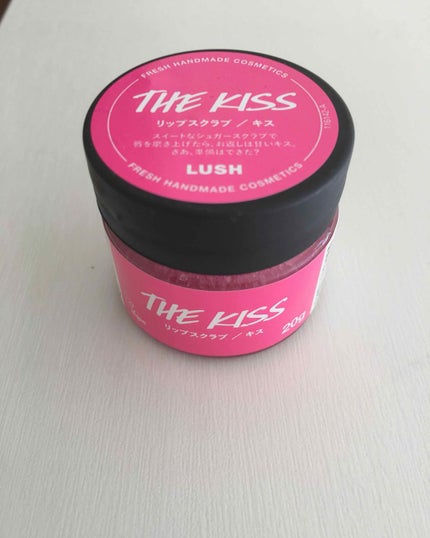 FRESH HANDMADE COSMETICS
THE KISS
リップスクラブ / キス
スイートなシュガースクラブで
唇を磨き上げたら、お返しは甘いキス。
さあ、準備はできた?
LUSH
FRESH HANDMADE COSMETICS
THE KISS
リップスクラブ / キス
20g